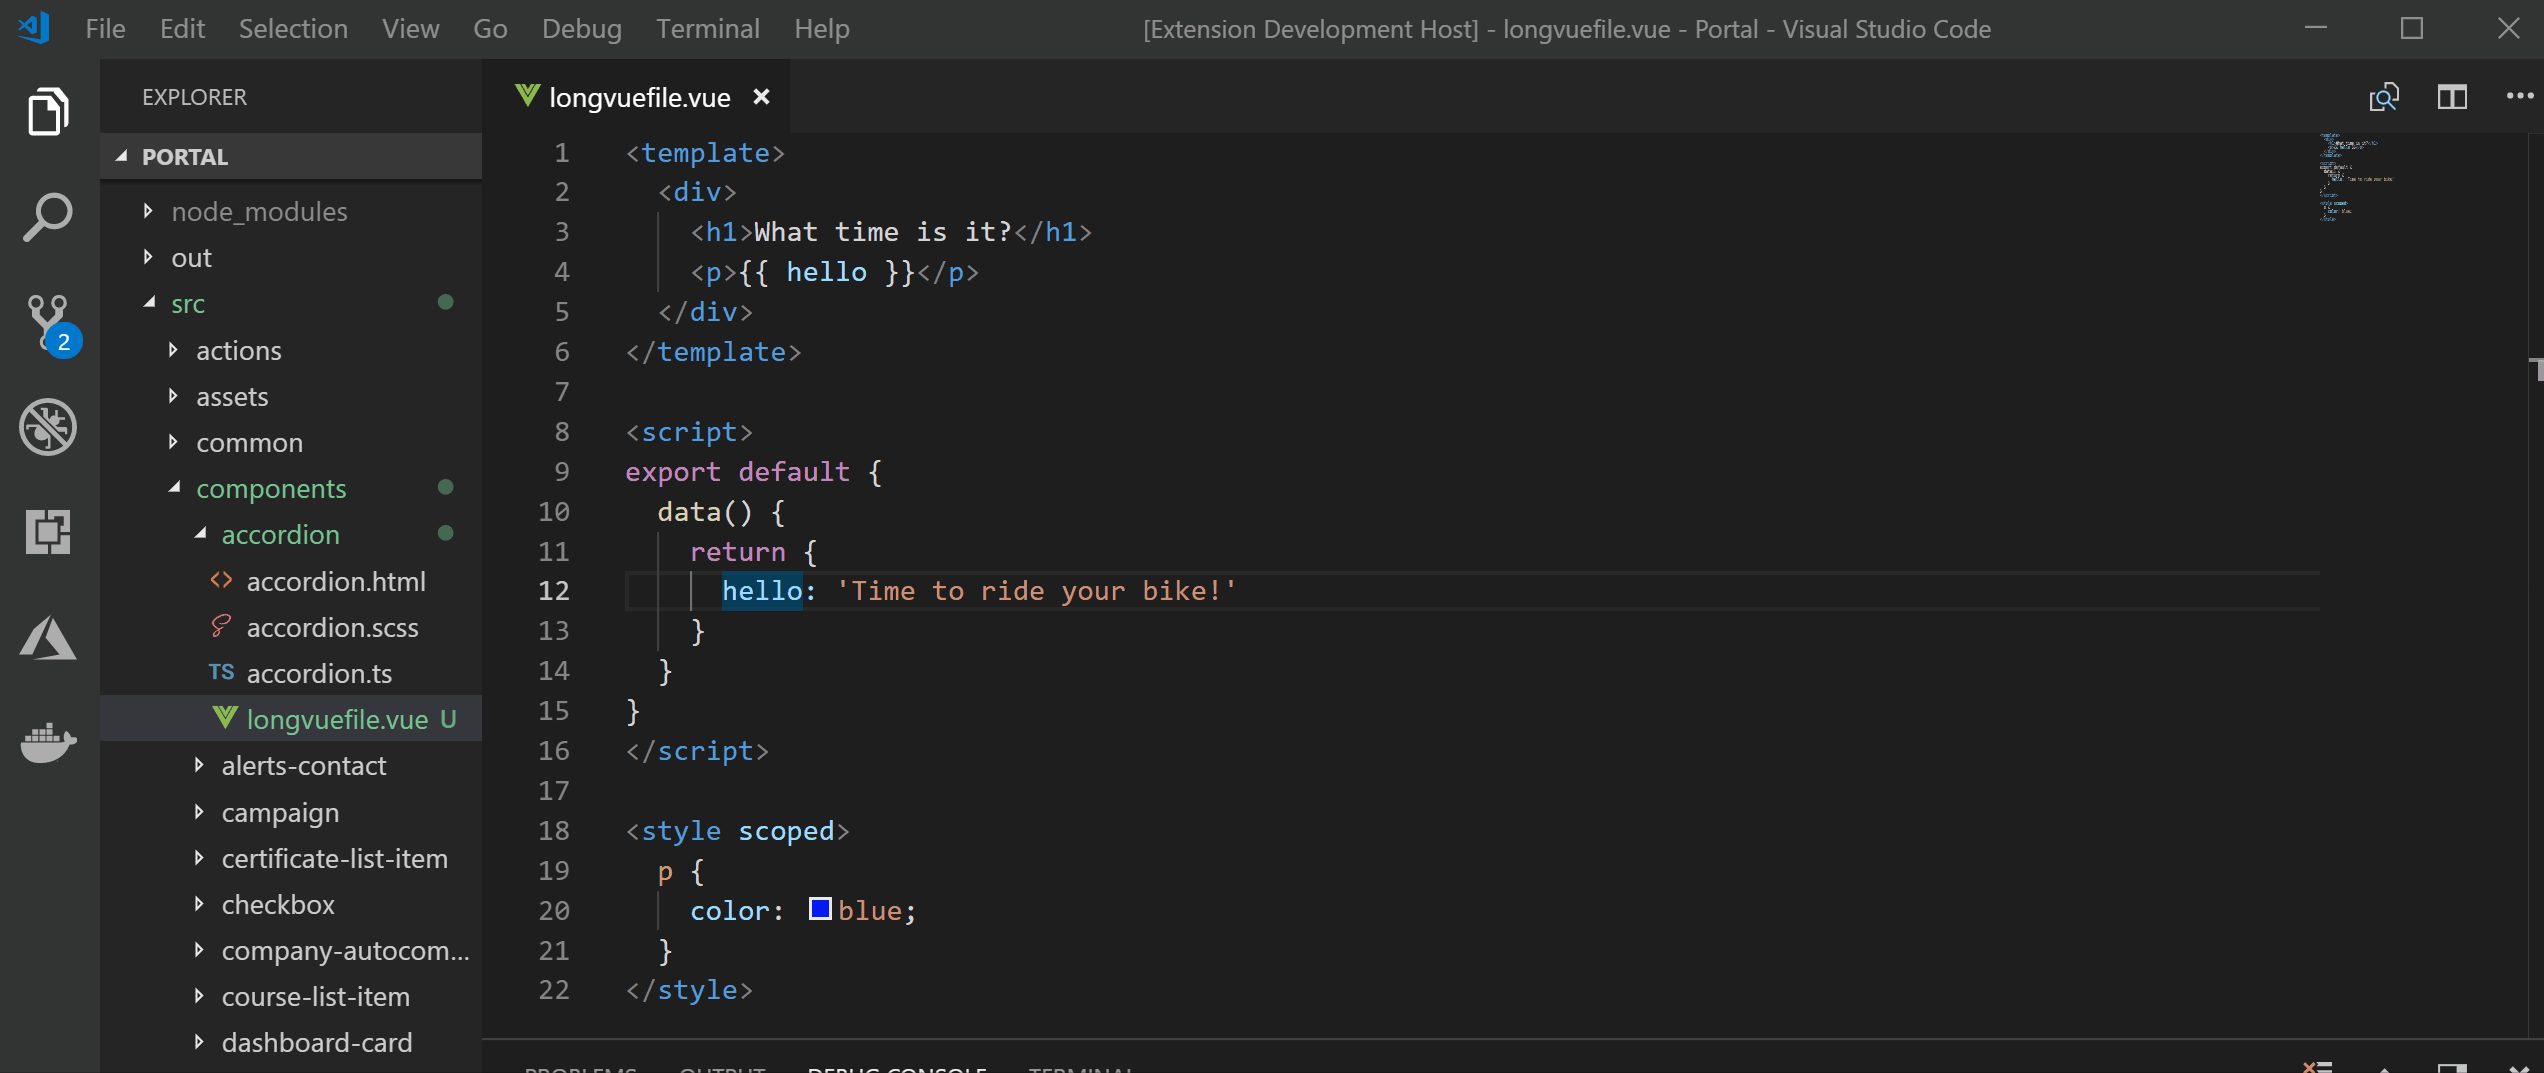 File Edit Selection View Go Debug Terminal Help [Extension Development Host] - longvuefile.vue - Portal - Visual Studio Code
EXPLORER
PORTAL
node_modules
out
src
actions
assets
common
components
accordion
accordion.html
accordion.scss
TS accordion.ts
longvuefile.vue U
alerts-contact
campaign
certificate-list-item
checkbox
company-autocom...
course-list-item
dashboard-card
2
longvuefile.vue
1 <template>
2   <div>
3     <h1>What time is it?</h1>
4     <p>{{ hello }}</p>
5   </div>
6 </template>
7
8 <script>
9 export default {
10   data() {
11     return {
12       hello: 'Time to ride your bike!'
13     }
14   }
15 }
16 </script>
17
18 <style scoped>
19   p {
20     color: blue;
21   }
22 </style>
PROBLEMS OUTPUT DEBUG CONSOLE TERMINAL